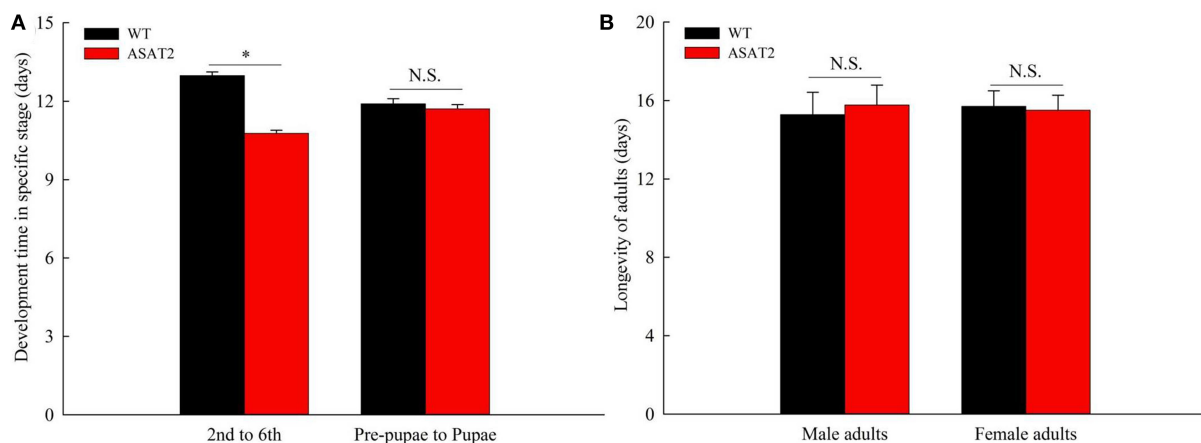 A
15
12
9
6
3
0
Development time in specific stage (days)
WT
ASAT2
*
N.S.
2nd to 6th
Pre-pupae to Pupae
B
20
16
12
8
4
0
Longevity of adults (days)
WT
ASAT2
N.S.
N.S.
Male adults
Female adults